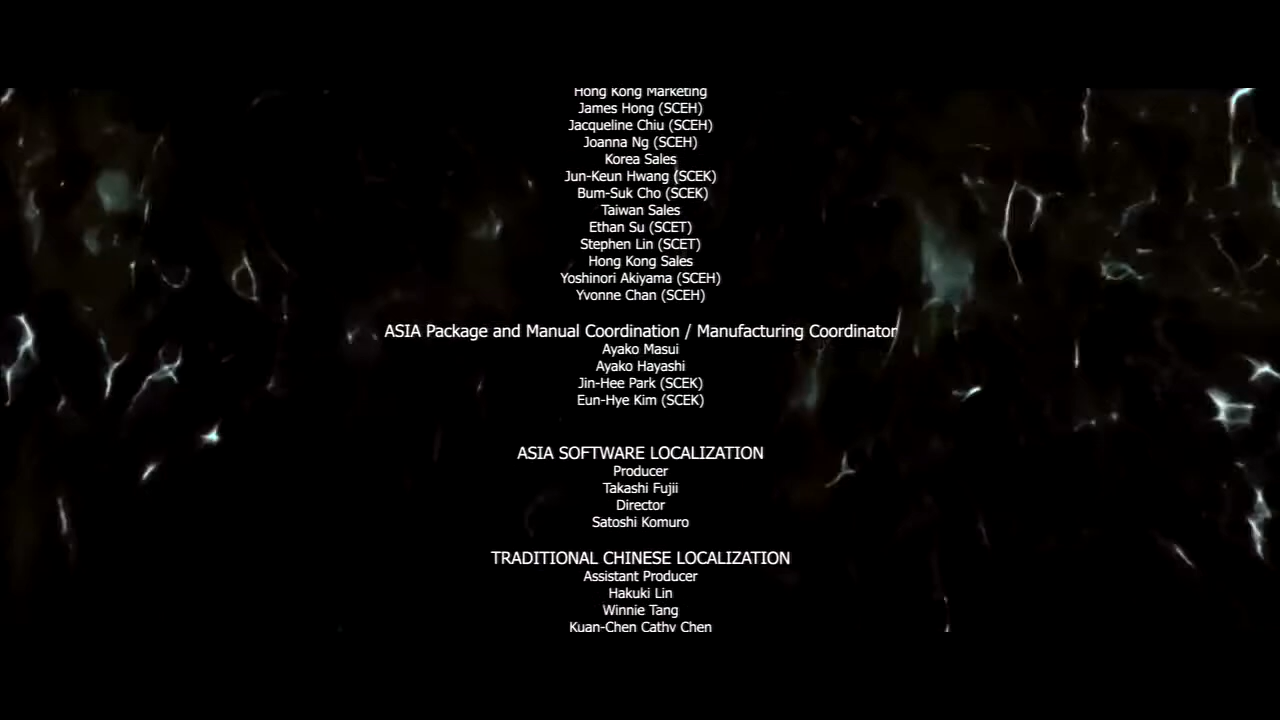 Hong Kong Marketing
James Hong (SCEH)
Jacqueline Chiu (SCEH)
Joanna Ng (SCEH)
Korea Sales
Jun-Keun Hwang (SCEK)
Bum-Suk Cho (SCEK)
Taiwan Sales
Ethan Su (SCET)
Stephen Lin (SCET)
Hong Kong Sales
Yoshinori Akiyama (SCEH)
Yvonne Chan (SCEH)
ASIA Package and Manual Coordination / Manufacturing Coordinator
Ayako Masui
Ayako Hayashi
Jin-Hee Park (SCEK)
Eun-Hye Kim (SCEK)
ASIA SOFTWARE LOCALIZATION
Producer
Takashi Fujii
Director
Satoshi Komuro
TRADITIONAL CHINESE LOCALIZATION
Assistant Producer
Hakuki Lin
Winnie Tang
Kuan-Chen Cathy Chen